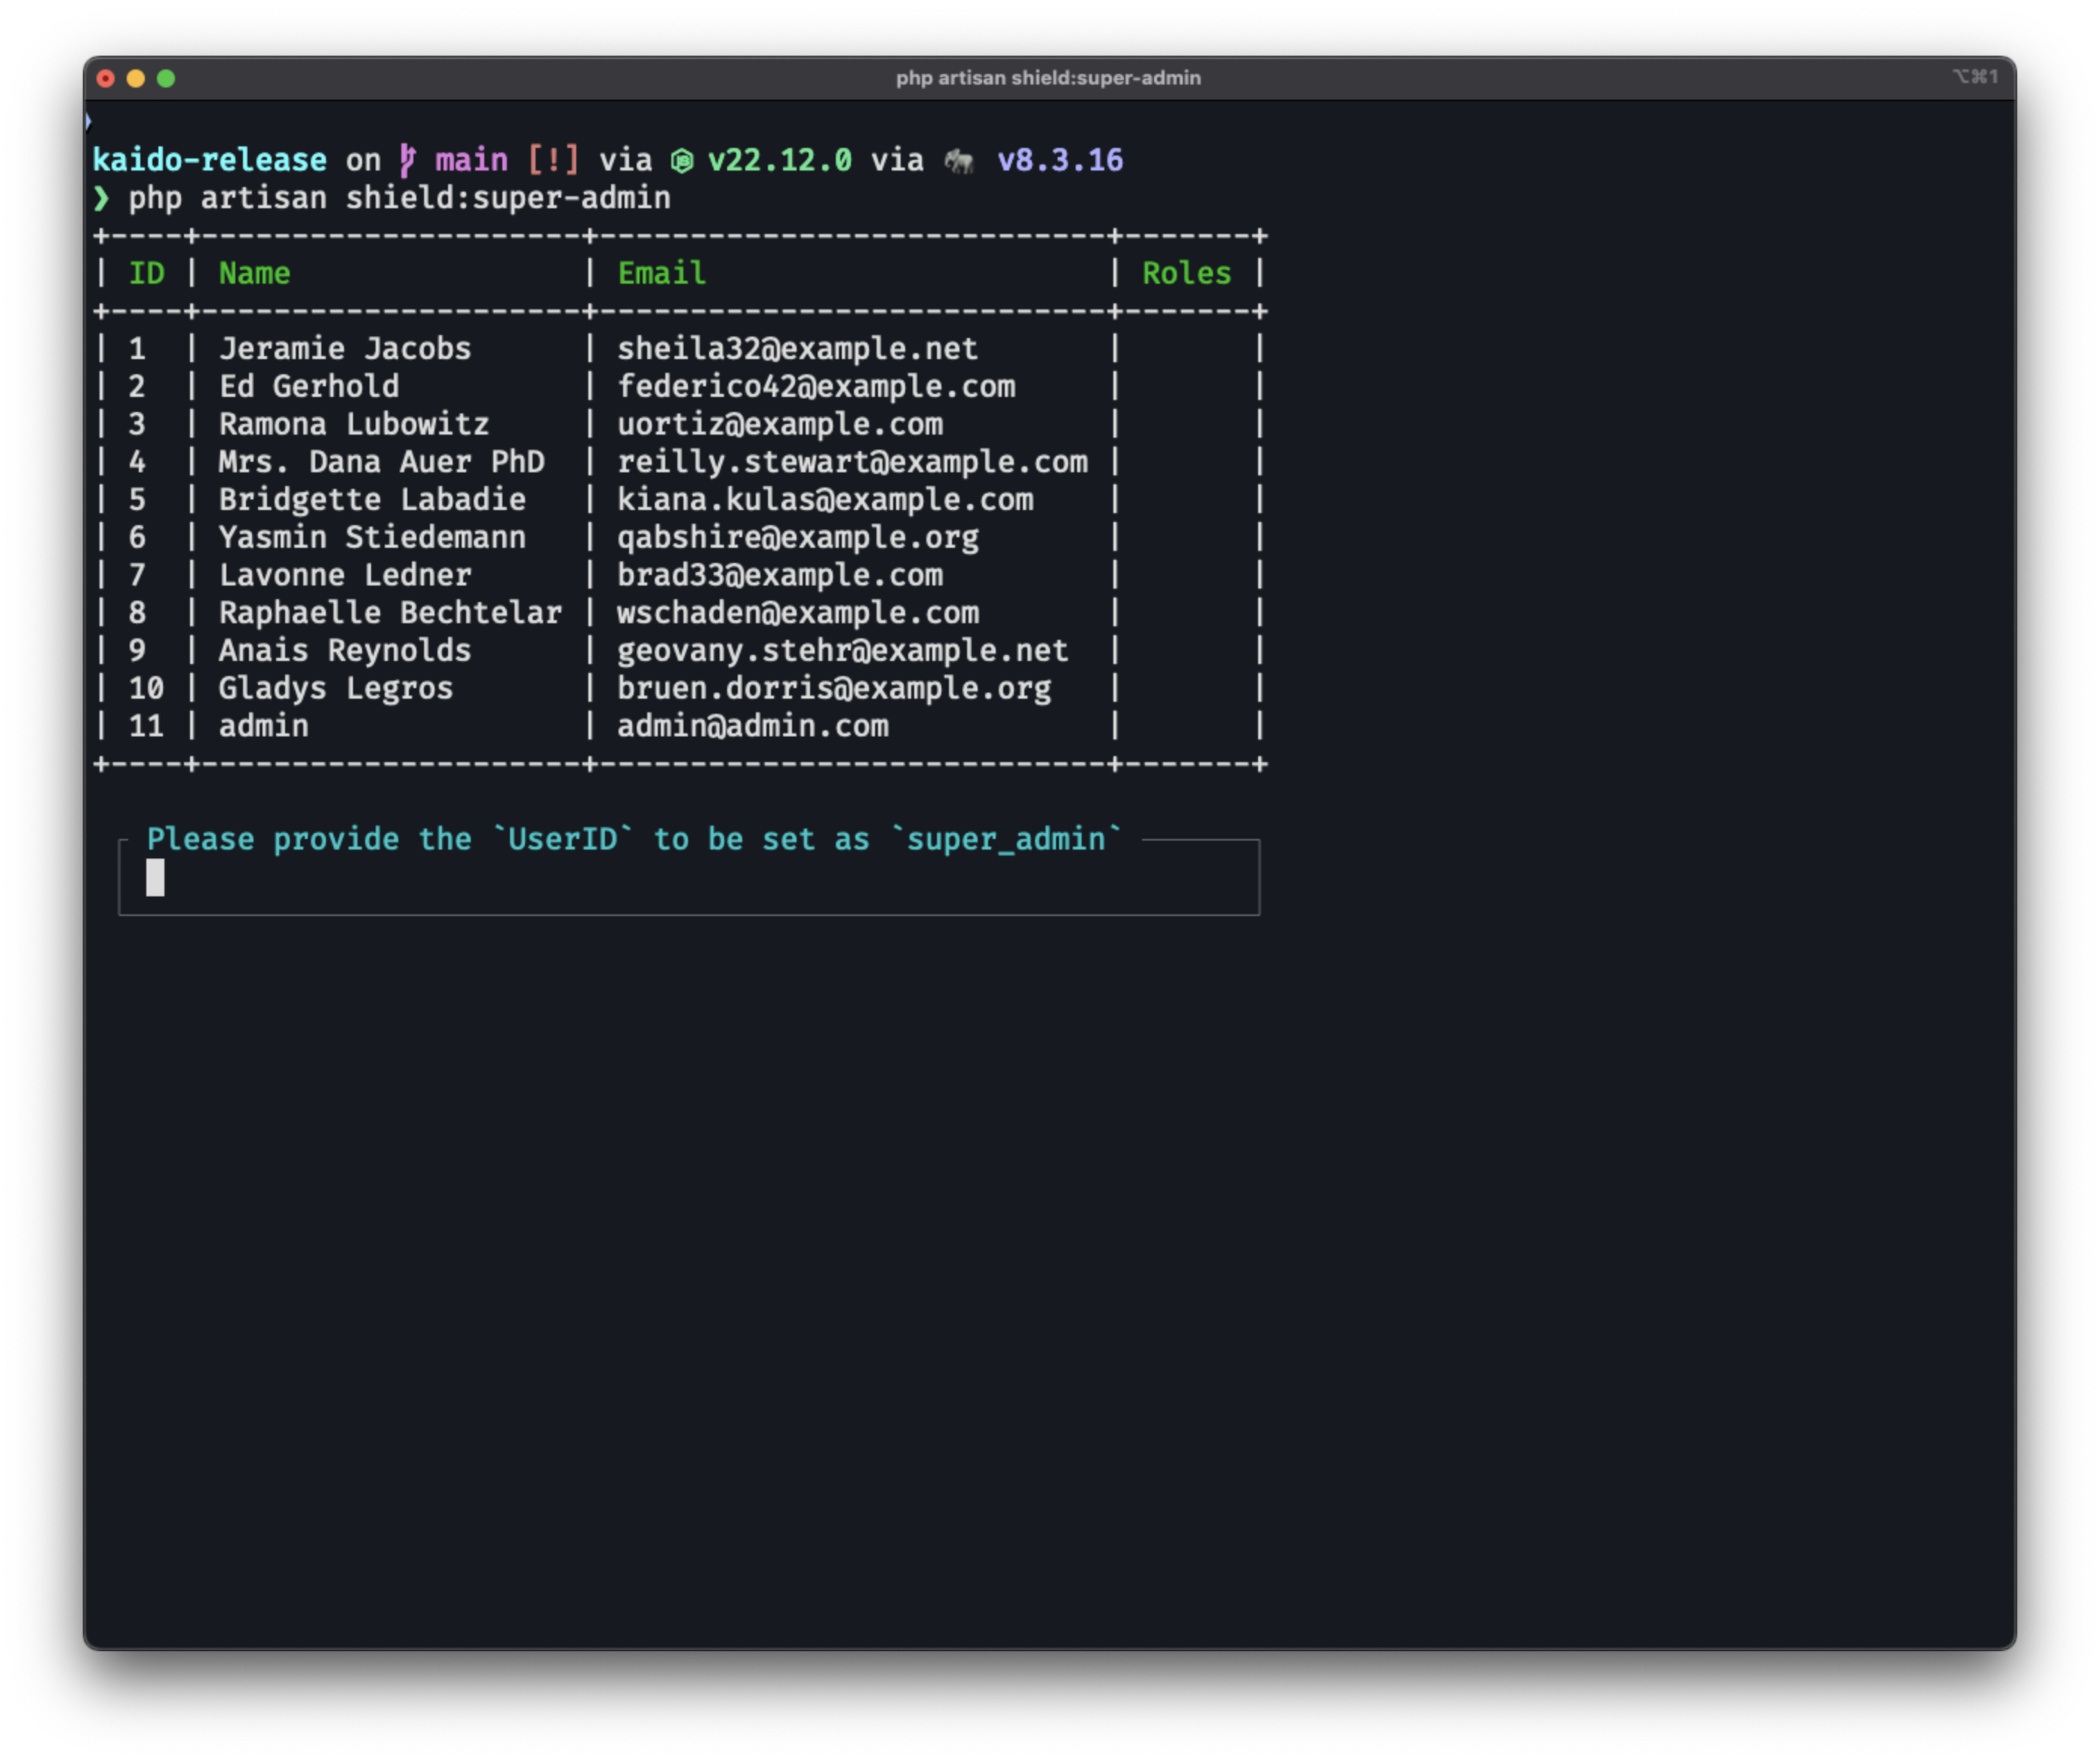 php artisan shield:super-admin ⌥⌘1
kaido-release on main [!] via v22.12.0 via 🐘 v8.3.16
❯ php artisan shield:super-admin
+----+---------------------+----------------------------+-------+
| ID | Name                | Email                      | Roles |
+----+---------------------+----------------------------+-------+
| 1  | Jeramie Jacobs      | sheila32@example.net       |       |
| 2  | Ed Gerhold          | federico42@example.com     |       |
| 3  | Ramona Lubowitz     | uortiz@example.com         |       |
| 4  | Mrs. Dana Auer PhD  | reilly.stewart@example.com |       |
| 5  | Bridgette Labadie   | kiana.kulas@example.com    |       |
| 6  | Yasmin Stiedemann   | qabshire@example.org       |       |
| 7  | Lavonne Ledner      | brad33@example.com         |       |
| 8  | Raphaelle Bechtelar | wschaden@example.com       |       |
| 9  | Anais Reynolds      | geovany.stehr@example.net  |       |
| 10 | Gladys Legros       | bruen.dorris@example.org   |       |
| 11 | admin               | admin@admin.com            |       |
+----+---------------------+----------------------------+-------+
Please provide the `UserID` to be set as `super_admin`